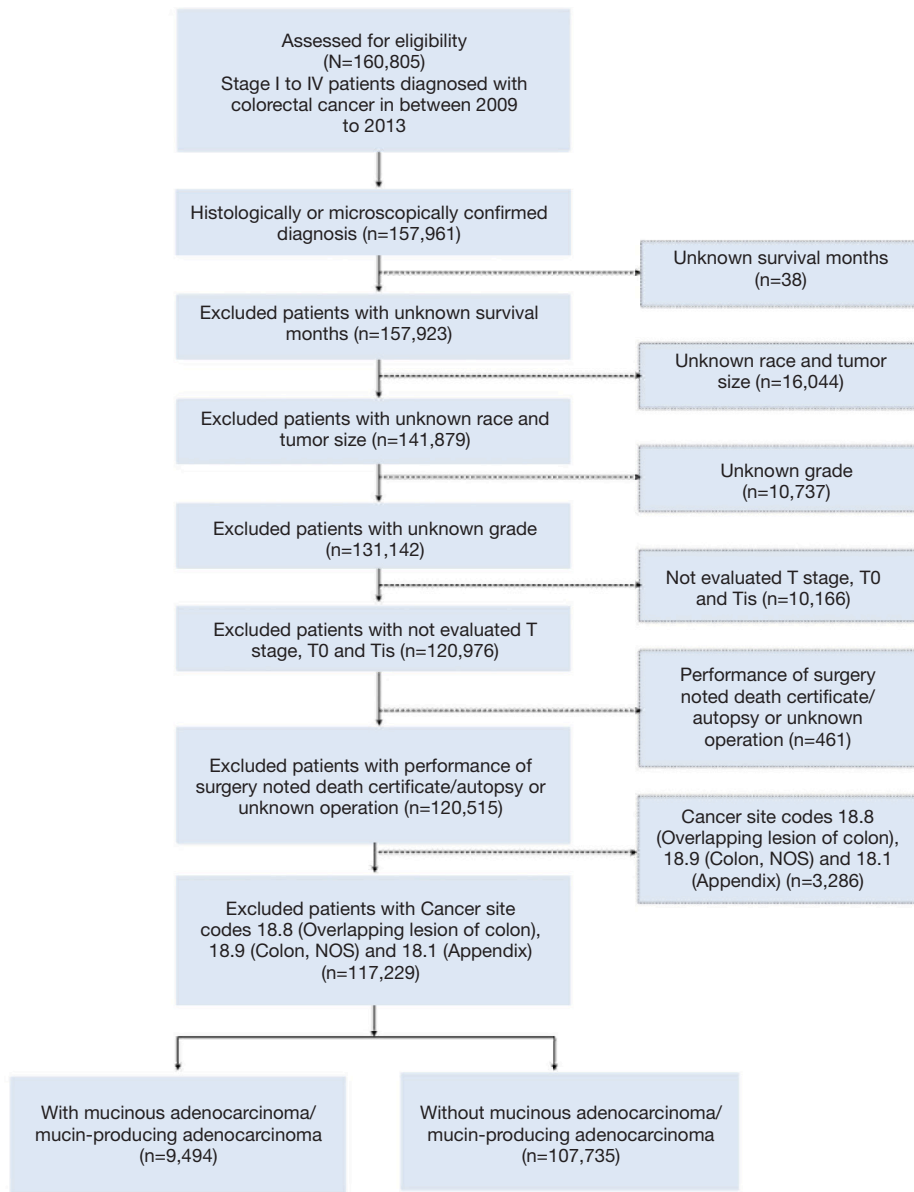 Assessed for eligibility
(N=160,805)
Stage I to IV patients diagnosed with
colorectal cancer in between 2009
to 2013
Histologically or microscopically confirmed
diagnosis (n=157,961)
Unknown survival months
(n=38)
Excluded patients with unknown survival
months (n=157,923)
Unknown race and tumor
size (n=16,044)
Excluded patients with unknown race and
tumor size (n=141,879)
Unknown grade
(n=10,737)
Excluded patients with unknown grade
(n=131,142)
Not evaluated T stage, T0
and Tis (n=10,166)
Excluded patients with not evaluated T
stage, T0 and Tis (n=120,976)
Performance of surgery
noted death certificate/
autopsy or unknown
operation (n=461)
Excluded patients with performance of
surgery noted death certificate/autopsy or
unknown operation (n=120,515)
Cancer site codes 18.8
(Overlapping lesion of colon),
18.9 (Colon, NOS) and 18.1
(Appendix) (n=3,286)
Excluded patients with Cancer site
codes 18.8 (Overlapping lesion of colon),
18.9 (Colon, NOS) and 18.1 (Appendix)
(n=117,229)
With mucinous adenocarcinoma/
mucin-producing adenocarcinoma
(n=9,494)
Without mucinous adenocarcinoma/
mucin-producing adenocarcinoma
(n=107,735)